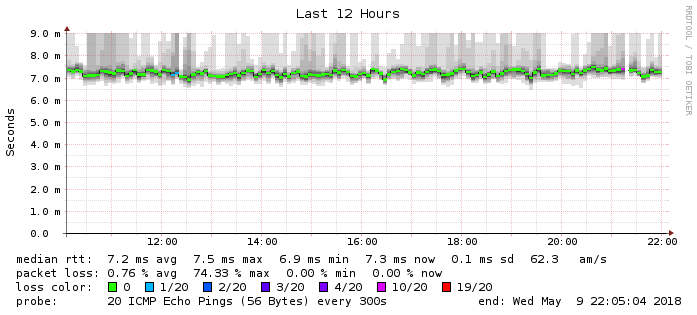 Last 12 Hours
RRDTOOL / TOBI OETIKER
9.0 m
8.0 m
7.0 m
6.0 m
5.0 m
4.0 m
3.0 m
2.0 m
1.0 m
0.0
Seconds
12:00 14:00 16:00 18:00 20:00 22:00
median rtt: 7.2 ms avg 7.5 ms max 6.9 ms min 7.3 ms now 0.1 ms sd 62.3 am/s
packet loss: 0.76 % avg 74.33 % max 0.00 % min 0.00 % now
loss color: 0 1/20 2/20 3/20 4/20 10/20 19/20
probe: 20 ICMP Echo Pings (56 Bytes) every 300s end: Wed May 9 22:05:04 2018